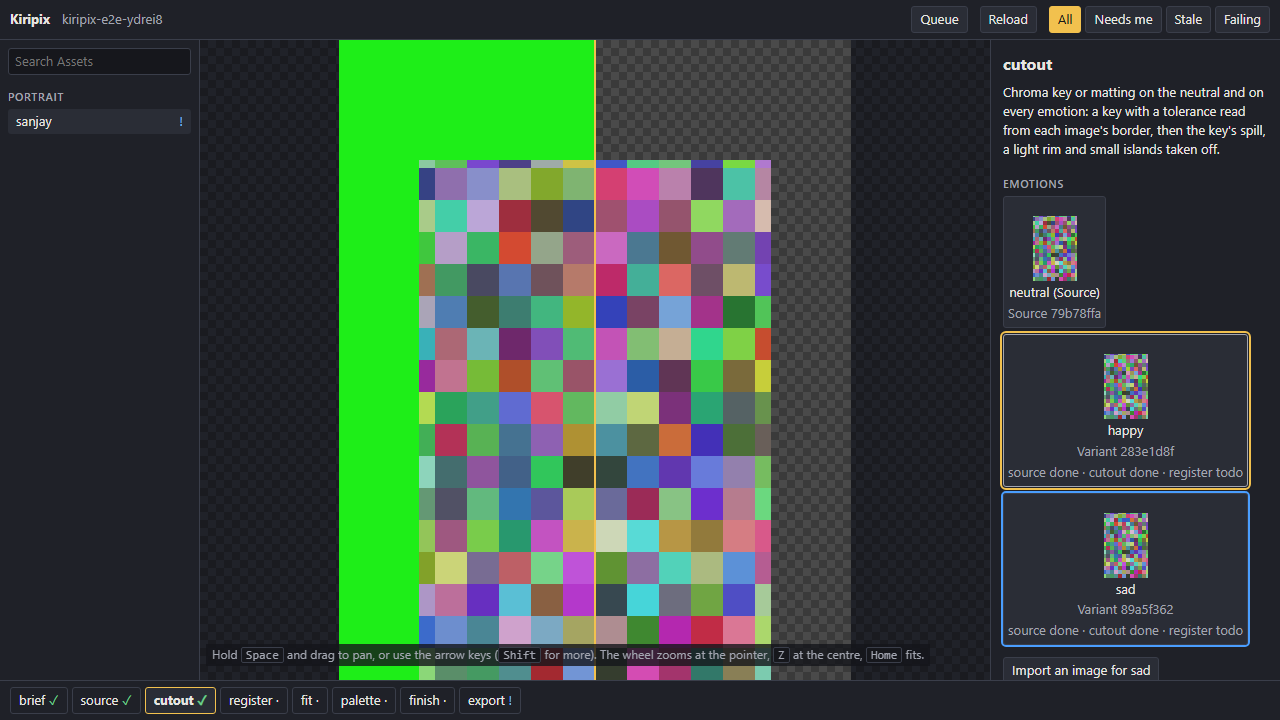 Kiripix kiripix-e2e-ydrei8 Queue Reload All Needs me Stale Failing
Search Assets
PORTRAIT
sanjay !
cutout
Chroma key or matting on the neutral and on
every emotion: a key with a tolerance read
from each image's border, then the key's spill,
a light rim and small islands taken off.
EMOTIONS
neutral (Source)
Source 79b78ffa
happy
Variant 283e1d8f
source done · cutout done · register todo
sad
Variant 89a5f362
source done · cutout done · register todo
Import an image for sad
Hold Space and drag to pan, or use the arrow keys (Shift for more). The wheel zooms at the pointer, Z at the centre, Home fits.
brief ✓ source ✓ cutout ✓ register · fit · palette · finish · export !